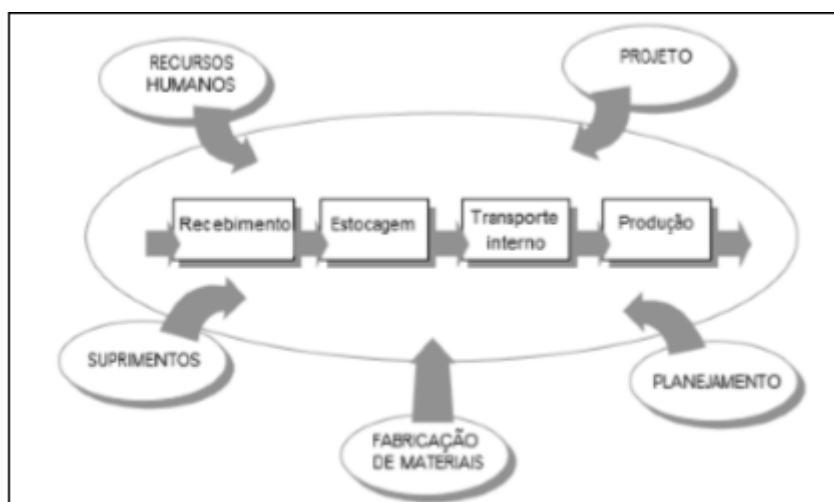 RECURSOS
HUMANOS
PROJETO
Recebimento
Estocagem
Transporte
interno
Produção
SUPRIMENTOS
PLANEJAMENTO
FABRICAÇÃO
DE MATERIAIS